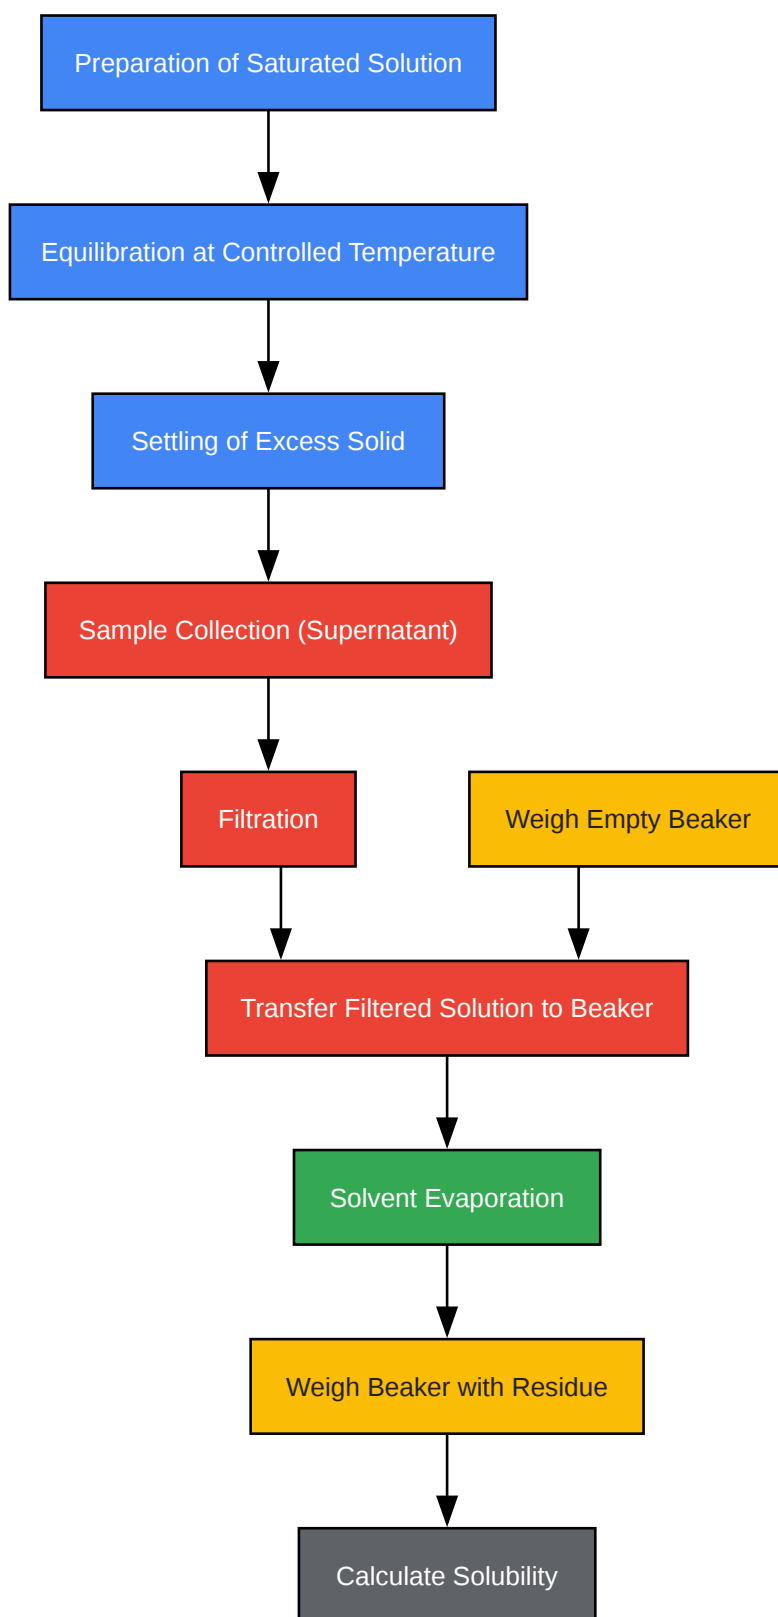 Preparation of Saturated Solution
Equilibration at Controlled Temperature
Settling of Excess Solid
Sample Collection (Supernatant)
Filtration
Weigh Empty Beaker
Transfer Filtered Solution to Beaker
Solvent Evaporation
Weigh Beaker with Residue
Calculate Solubility